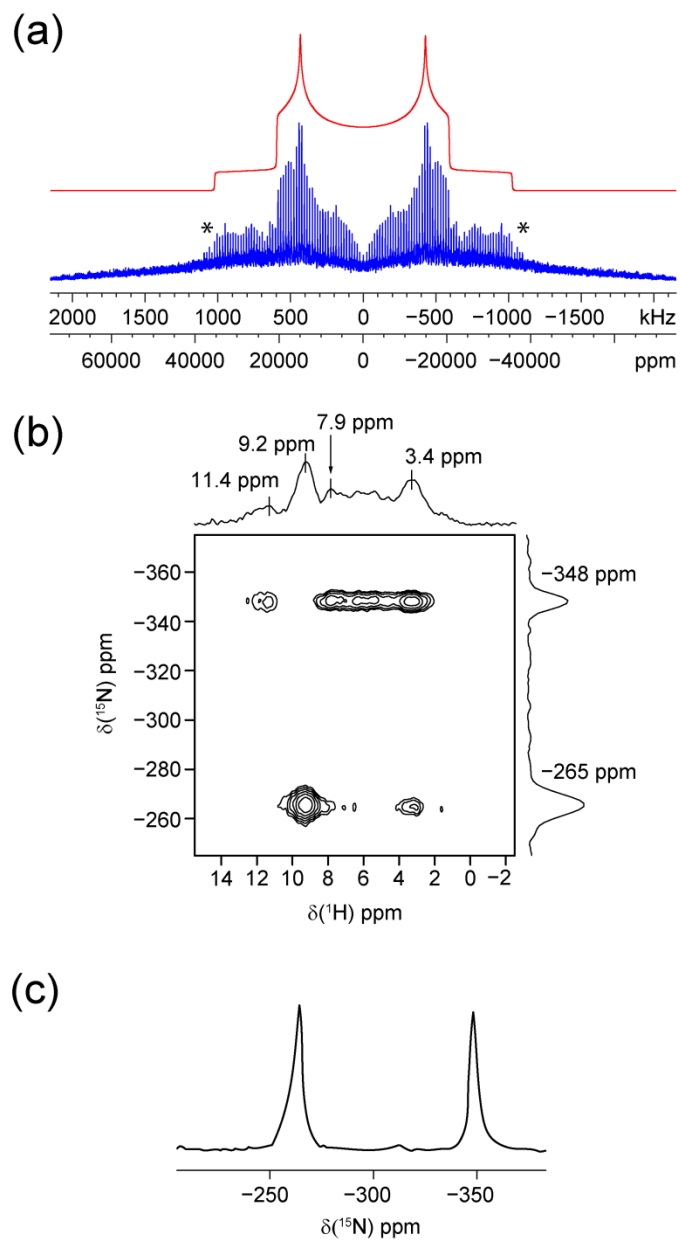 (a)
* *
2000 1500 1000 500 0 −500 −1000 −1500 kHz
60000 40000 20000 0 −20000 −40000 ppm
(b)
7.9 ppm
9.2 ppm
3.4 ppm
11.4 ppm
−360
−348 ppm
−340
−320
δ(¹⁵N) ppm
−300
−280
−265 ppm
−260
14 12 10 8 6 4 2 0 −2
δ(¹H) ppm
(c)
−250 −300 −350
δ(¹⁵N) ppm